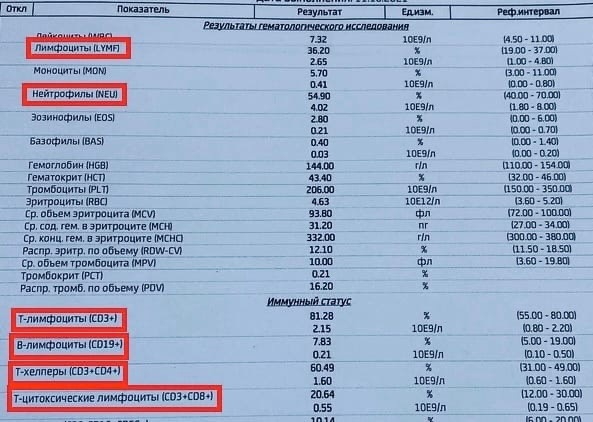 Откл Показатель Результат Ед.изм. Реф.интервал
Результаты гематологического исследования
7.32 10E9/л (4.50 - 11.00)
Лимфоциты (LYMF) 36.20 % (19.00 - 37.00)
2.65 10E9/л (1.00 - 4.80)
Моноциты (MON) 5.70 % (3.00 - 11.00)
0.41 10E9/л (0.00 - 0.80)
Нейтрофилы (NEU) 54.90 % (40.00 - 70.00)
4.02 10E9/л (1.80 - 8.00)
Эозинофилы (EOS) 2.80 % (0.00 - 6.00)
0.21 10E9/л (0.00 - 0.70)
Базофилы (BAS) 0.40 % (0.00 - 1.40)
0.03 10E9/л (0.00 - 0.20)
Гемоглобин (HGB) 144.00 г/л (110.00 - 154.00)
Гематокрит (HCT) 43.40 % (32.00 - 46.00)
Тромбоциты (PLT) 206.00 10E9/л (150.00 - 350.00)
Эритроциты (RBC) 4.63 10E12/л (3.60 - 5.20)
Ср. объем эритроцита (MCV) 93.80 фл (72.00 - 100.00)
Ср. сод. гем. в эритроците (MCH) 31.20 пг (27.00 - 34.00)
Ср. конц. гем. в эритроците (MCHC) 332.00 г/л (300.00 - 380.00)
Распр. эритр. по объему (RDW-CV) 12.10 % (11.50 - 18.50)
Ср. объем тромбоцита (MPV) 10.00 фл (3.60 - 19.80)
Тромбокрит (PCT) 0.21 %
Распр. тромб. по объему (PDV) 16.20 %
Иммунный статус
Т-лимфоциты (CD3+) 81.28 % (55.00 - 80.00)
2.15 10E9/л (0.80 - 2.20)
В-лимфоциты (CD19+) 7.83 % (5.00 - 19.00)
0.21 10E9/л (0.10 - 0.50)
Т-хелперы (CD3+CD4+) 60.49 % (31.00 - 49.00)
1.60 10E9/л (0.60 - 1.60)
Т-цитоксические лимфоциты (CD3+CD8+) 20.64 % (12.00 - 30.00)
0.55 10E9/л (0.19 - 0.65)
10.14 % (6.00 - 20.00)